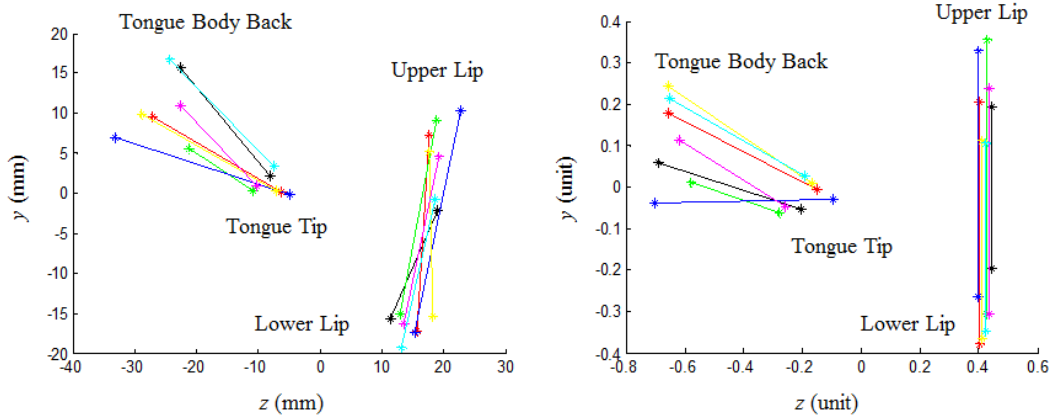 20
15
10
5
0
-5
-10
-15
-20
-40
-30
-20
-10
0
10
20
30
y (mm)
z (mm)
Tongue Body Back
Upper Lip
Tongue Tip
Lower Lip
0.4
0.3
0.2
0.1
0
-0.1
-0.2
-0.3
-0.4
-0.8
-0.6
-0.4
-0.2
0
0.2
0.4
0.6
y (unit)
z (unit)
Upper Lip
Tongue Body Back
Tongue Tip
Lower Lip